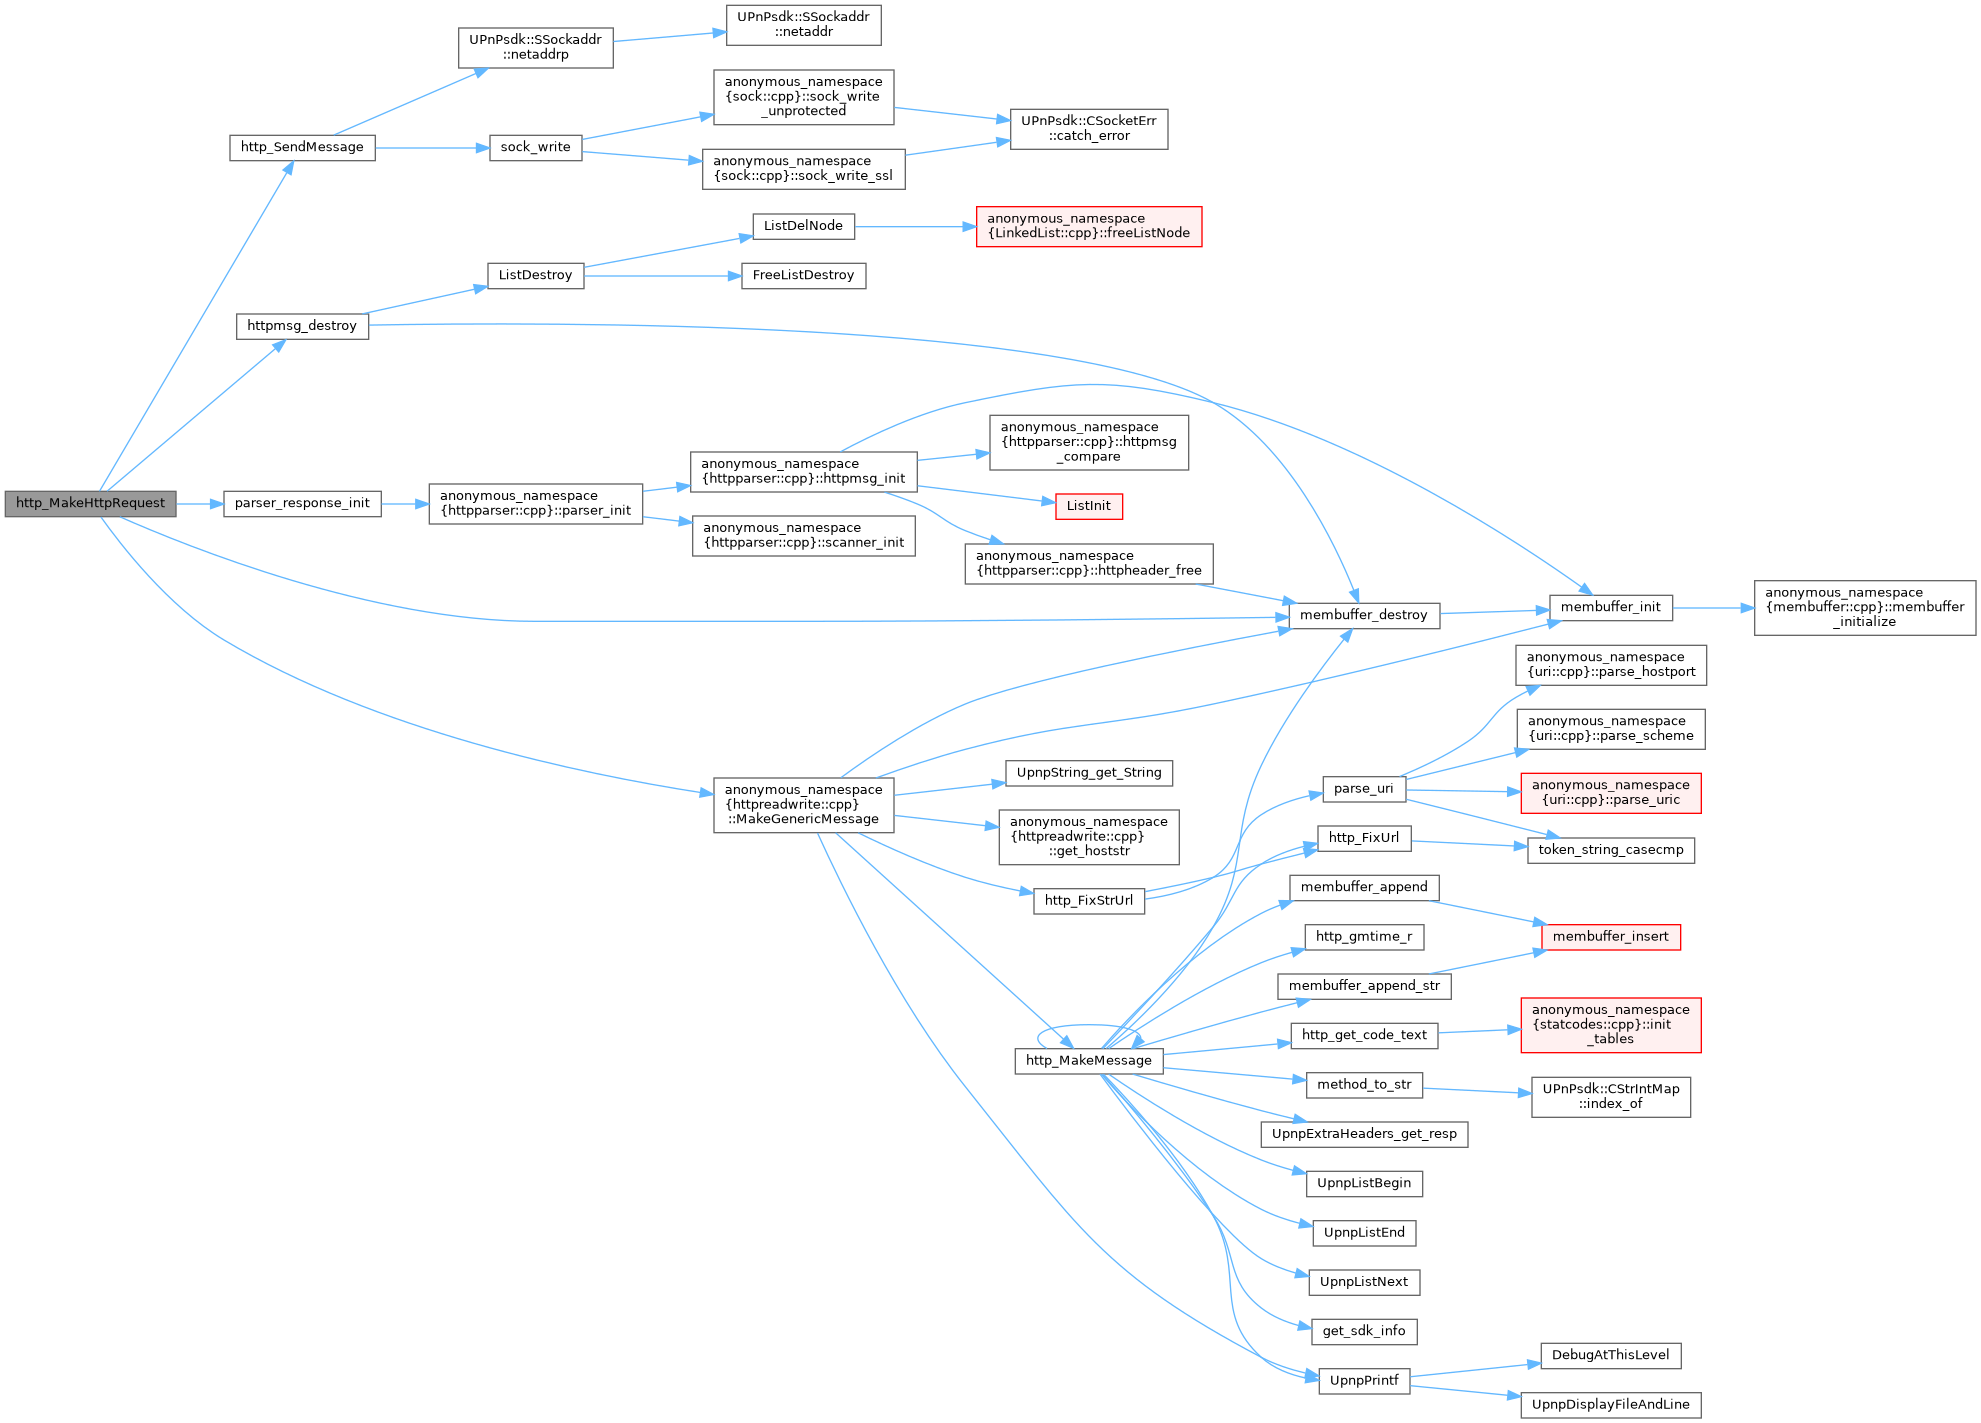 UPnPsdk::SSockaddr
::netaddr
UPnPsdk::SSockaddr
::netaddrp
anonymous_namespace
{sock::cpp}::sock_write
_unprotected
UPnPsdk::CSocketErr
::catch_error
http_SendMessage
sock_write
anonymous_namespace
{sock::cpp}::sock_write_ssl
ListDelNode
anonymous_namespace
{LinkedList::cpp}::freeListNode
ListDestroy
FreeListDestroy
httpmsg_destroy
anonymous_namespace
{httpparser::cpp}::httpmsg
_compare
anonymous_namespace
{httpparser::cpp}::httpmsg_init
http_MakeHttpRequest
parser_response_init
anonymous_namespace
{httpparser::cpp}::parser_init
ListInit
anonymous_namespace
{httpparser::cpp}::scanner_init
anonymous_namespace
{httpparser::cpp}::httpheader_free
membuffer_destroy
membuffer_init
anonymous_namespace
{membuffer::cpp}::membuffer
_initialize
anonymous_namespace
{uri::cpp}::parse_hostport
anonymous_namespace
{uri::cpp}::parse_scheme
anonymous_namespace
{httpreadwrite::cpp}
::MakeGenericMessage
UpnpString_get_String
parse_uri
anonymous_namespace
{uri::cpp}::parse_uric
anonymous_namespace
{httpreadwrite::cpp}
::get_hoststr
http_FixUrl
token_string_casecmp
http_FixStrUrl
membuffer_append
http_gmtime_r
membuffer_insert
membuffer_append_str
http_get_code_text
anonymous_namespace
{statcodes::cpp}::init
_tables
http_MakeMessage
method_to_str
UPnPsdk::CStrIntMap
::index_of
UpnpExtraHeaders_get_resp
UpnpListBegin
UpnpListEnd
UpnpListNext
get_sdk_info
UpnpPrintf
DebugAtThisLevel
UpnpDisplayFileAndLine